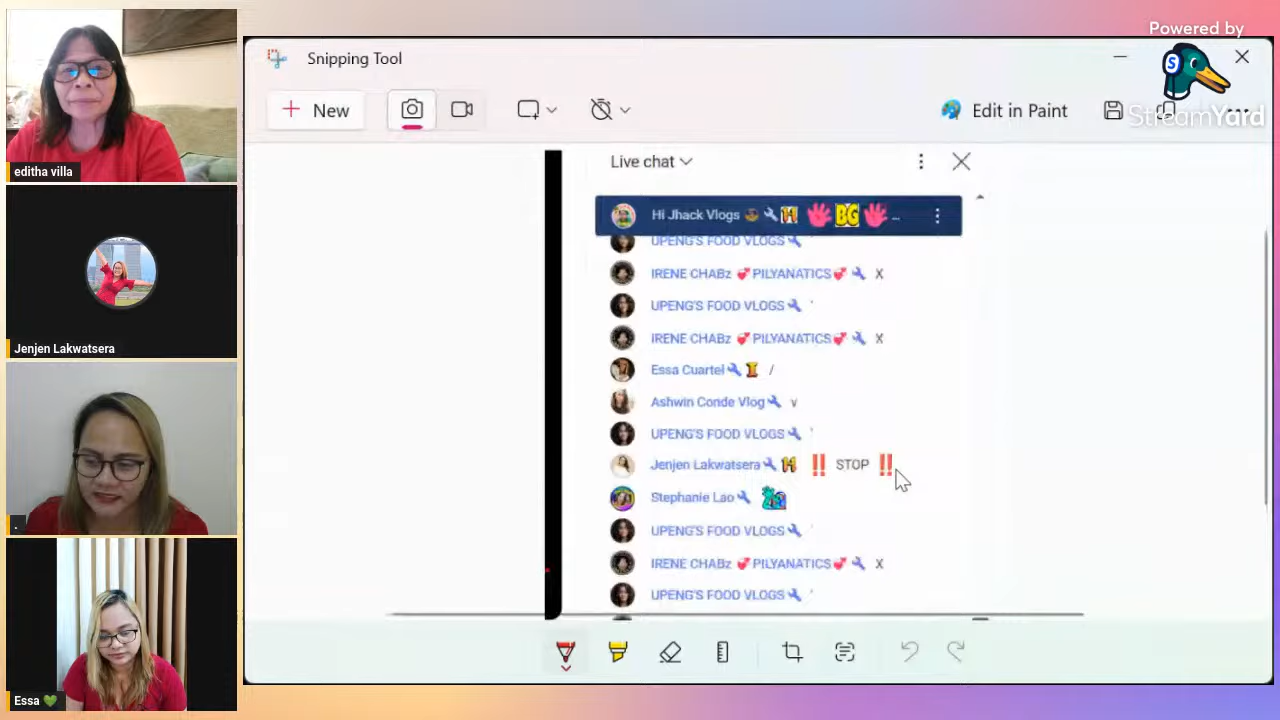 Powered by
StreamYard
S
editha villa
Jenjen Lakwatsera
.
Essa 💚
Snipping Tool
New
Edit in Paint
Live chat
Hi Jhack Vlogs BG ...
UPENG'S FOOD VLOGS '
IRENE CHABz 💞PILYANATICS💞 X
UPENG'S FOOD VLOGS '
IRENE CHABz 💞PILYANATICS💞 X
Essa Cuartel /
Ashwin Conde Vlog v
UPENG'S FOOD VLOGS '
Jenjen Lakwatsera ‼️ STOP ‼️
Stephanie Lao
UPENG'S FOOD VLOGS '
IRENE CHABz 💞PILYANATICS💞 X
UPENG'S FOOD VLOGS '